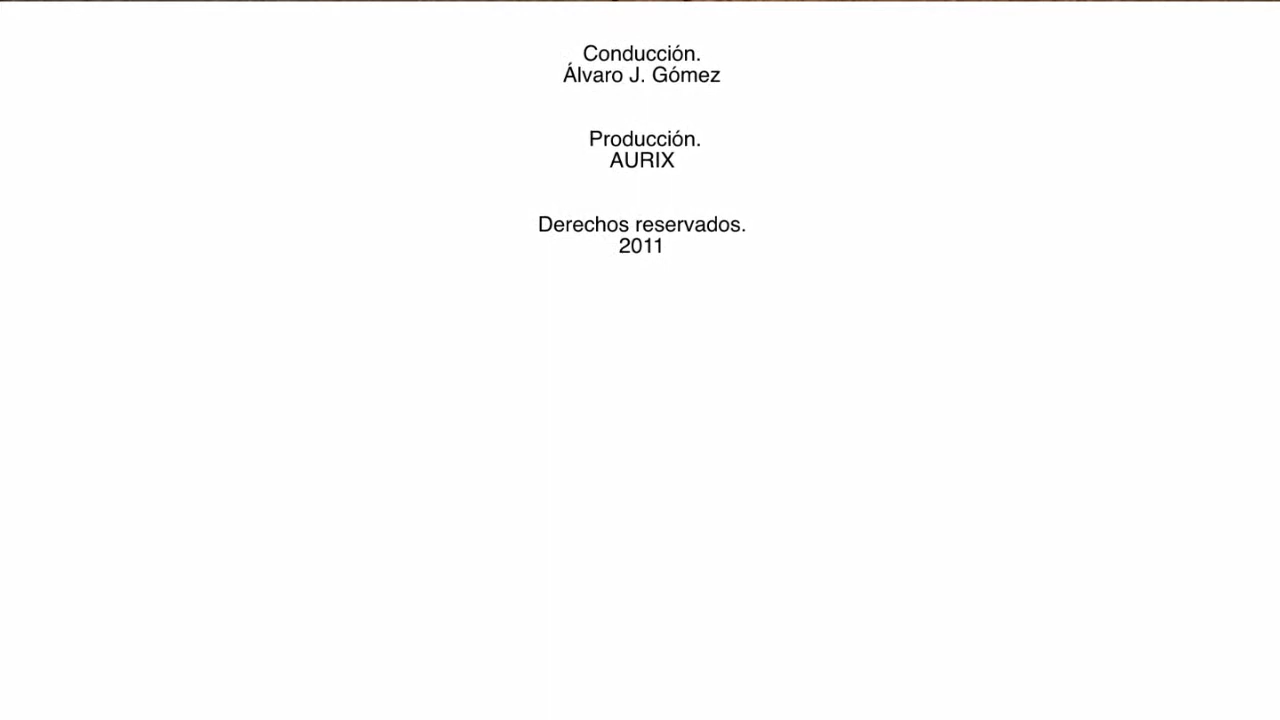 Conducción.
Álvaro J. Gómez
Producción.
AURIX
Derechos reservados.
2011